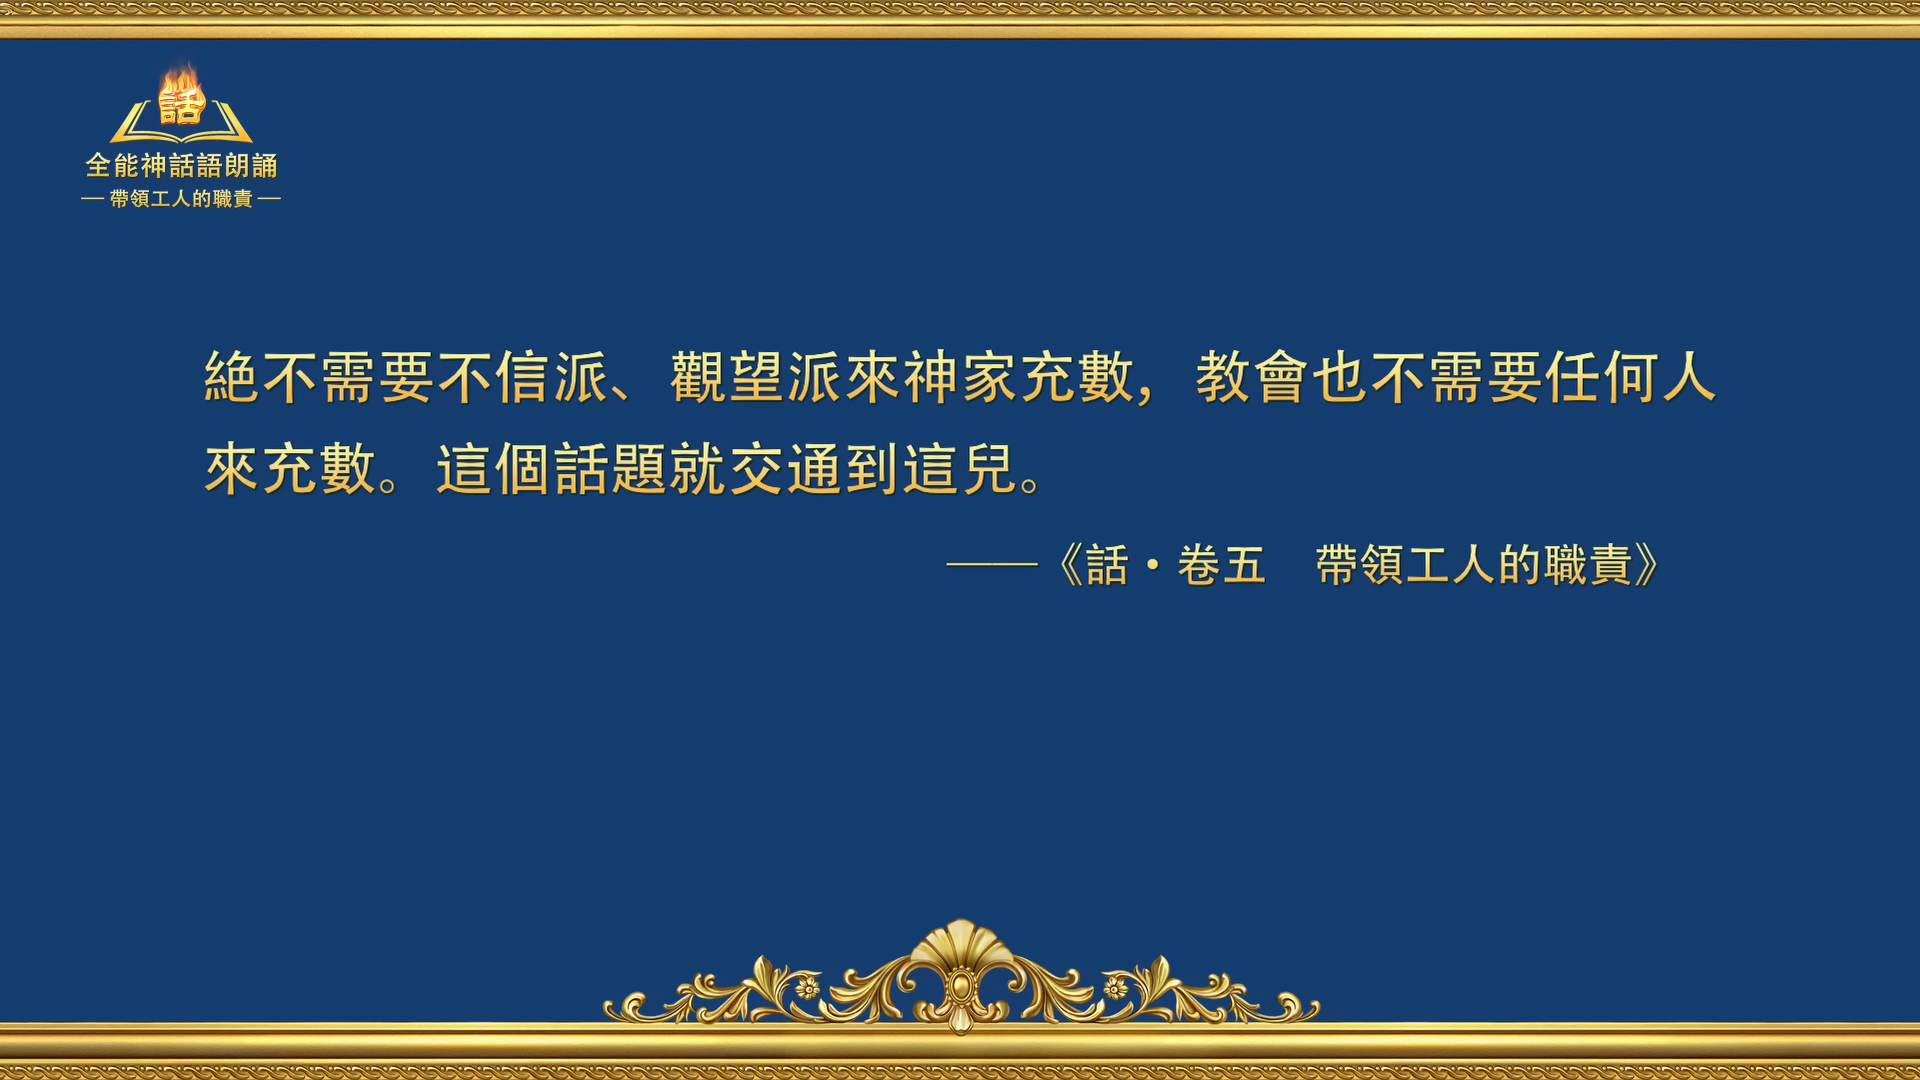 話
全能神話語朗誦
—帶領工人的職責—
絶不需要不信派、觀望派來神家充數，教會也不需要任何人
來充數。這個話題就交通到這兒。
——《話・卷五　帶領工人的職責》